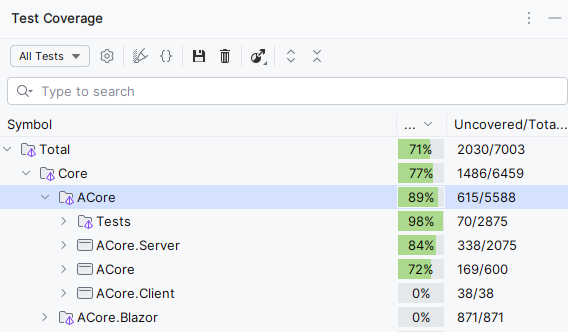 Test Coverage
All Tests
Type to search
Symbol ... Uncovered/Tota...
Total 71% 2030/7003
Core 77% 1486/6459
ACore 89% 615/5588
Tests 98% 70/2875
ACore.Server 84% 338/2075
ACore 72% 169/600
ACore.Client 0% 38/38
ACore.Blazor 0% 871/871